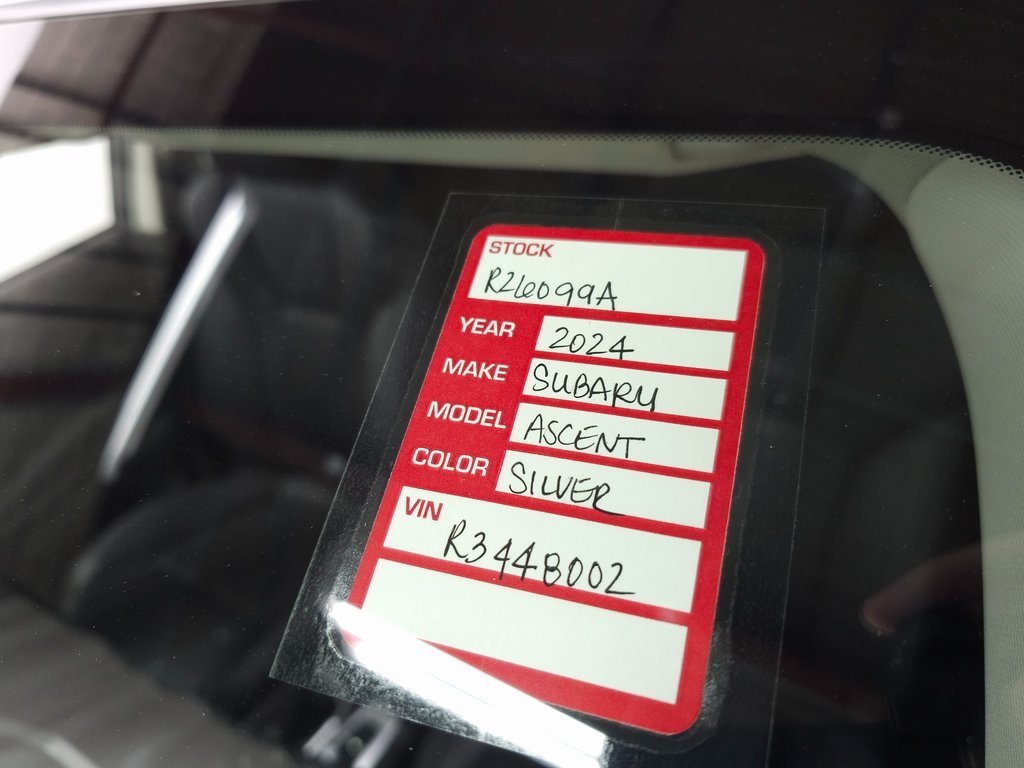 STOCK
R26099A
YEAR 2024
MAKE SUBARU
MODEL ASCENT
COLOR SILVER
VIN
R3448002